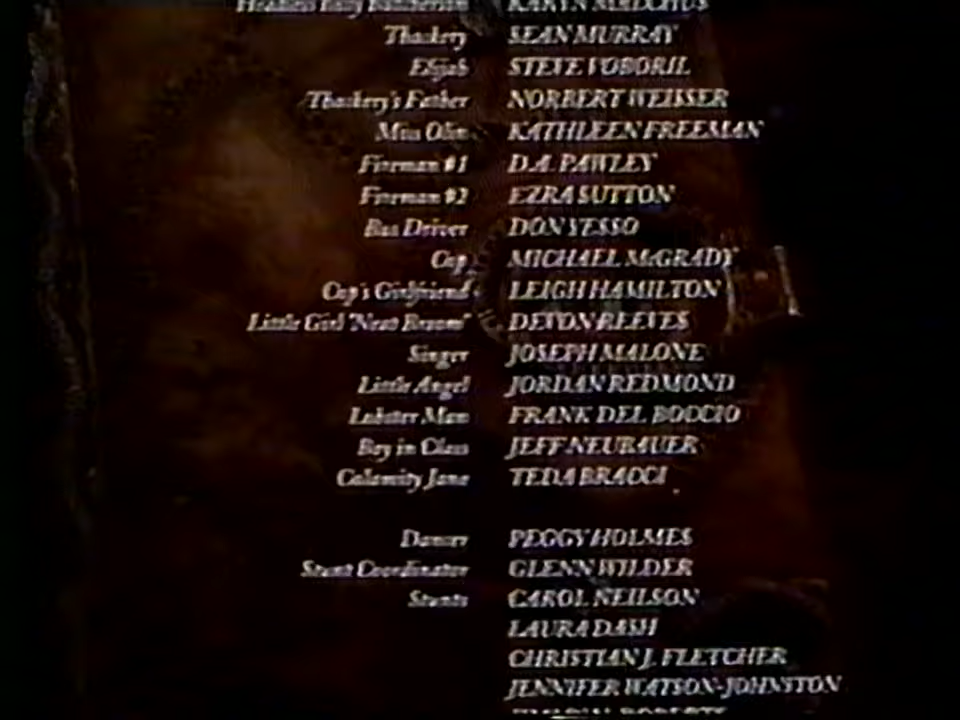 Thackery SEAN MURRAY
Elijah STEVE VOBORIL
Thackery's Father NORBERT WEISSER
Miss Olin KATHLEEN FREEMAN
Fireman #1 D.A. PAWLEY
Fireman #2 EZRA SUTTON
Bus Driver DON YESSO
Cop MICHAEL McGRADY
Cop's Girlfriend LEIGH HAMILTON
Little Girl "Neat Broom" DEVON REEVES
Singer JOSEPH MALONE
Little Angel JORDAN REDMOND
Lobster Man FRANK DEL BOCCIO
Boy in Class JEFF NEUBAUER
Calamity Jane TEDA BRACCI
Dancer PEGGY HOLMES
Stunt Coordinator GLENN WILDER
Stunts CAROL NEILSON
LAURA DASH
CHRISTIAN J. FLETCHER
JENNIFER WATSON-JOHNSTON